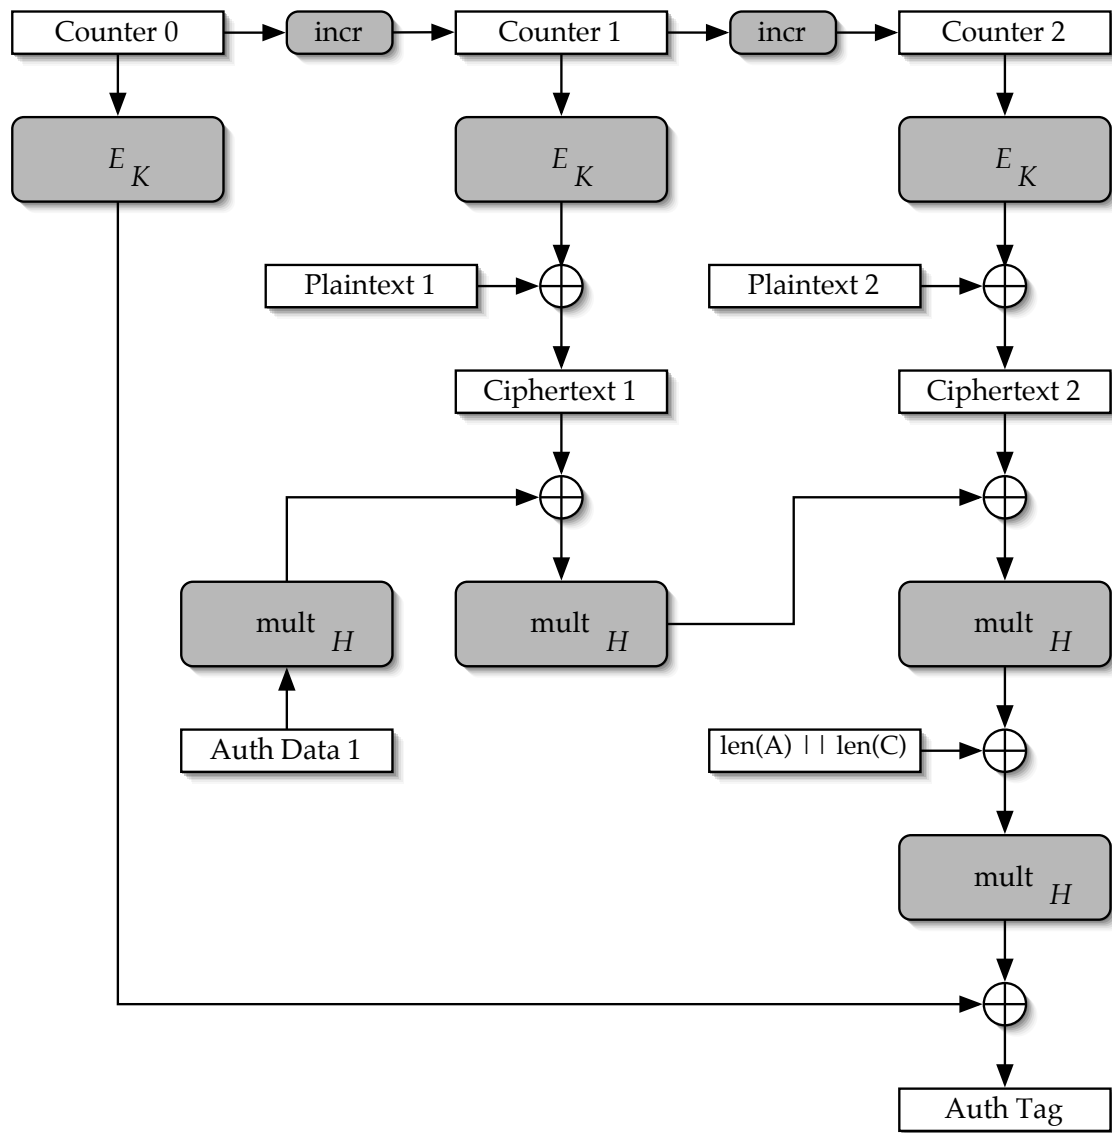 Counter 0
incr
Counter 1
incr
Counter 2
E K
E K
E K
Plaintext 1
Plaintext 2
Ciphertext 1
Ciphertext 2
mult H
mult H
mult H
Auth Data 1
len(A) || len(C)
mult H
Auth Tag